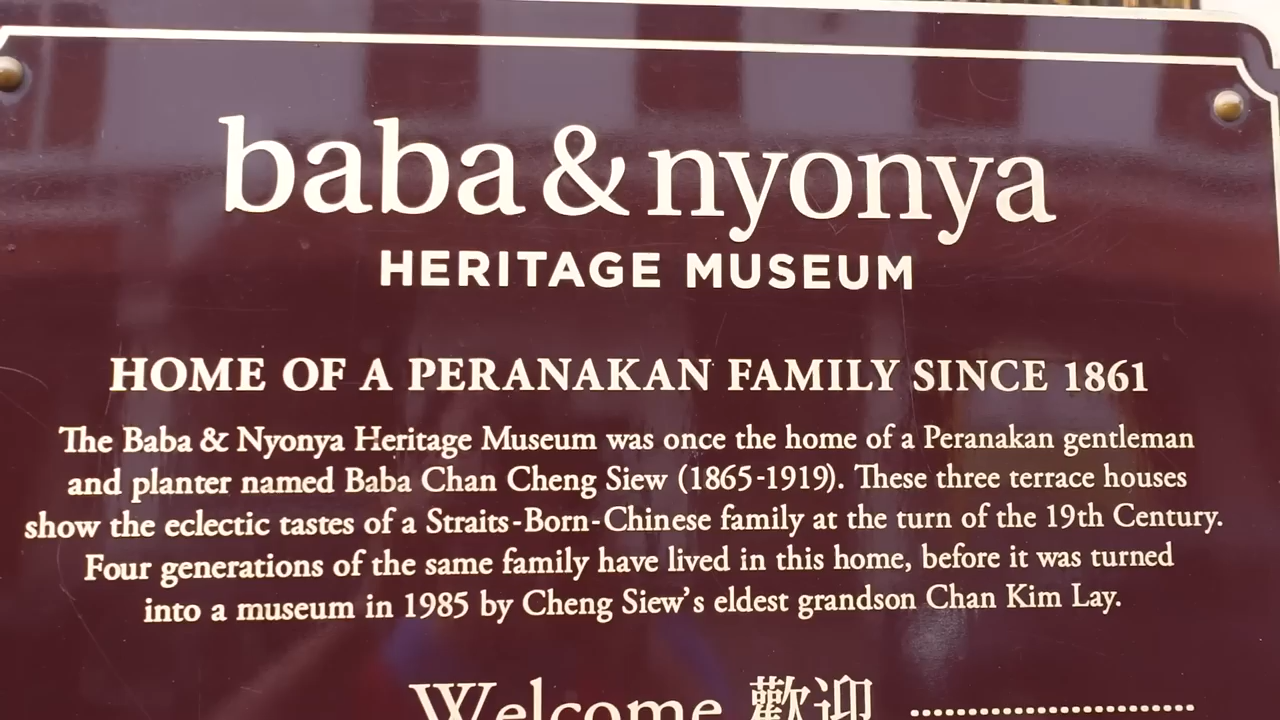 baba & nyonya
HERITAGE MUSEUM
HOME OF A PERANAKAN FAMILY SINCE 1861
The Baba & Nyonya Heritage Museum was once the home of a Peranakan gentleman
and planter named Baba Chan Cheng Siew (1865-1919). These three terrace houses
show the eclectic tastes of a Straits-Born-Chinese family at the turn of the 19th Century.
Four generations of the same family have lived in this home, before it was turned
into a museum in 1985 by Cheng Siew's eldest grandson Chan Kim Lay.
Welcome 歡迎